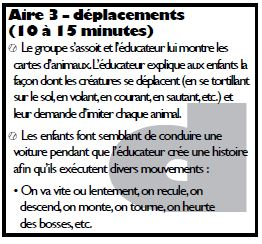 Aire 3 – déplacements
(10 à 15 minutes)
Le groupe s'assoit et l'éducateur lui montre les
cartes d'animaux. L'éducateur explique aux enfants la
façon dont les créatures se déplacent (en se tortillant
sur le sol, en volant, en courant, en sautant, etc.) et
leur demande d'imiter chaque animal.
Les enfants font semblant de conduire une
voiture pendant que l'éducateur crée une histoire
afin qu'ils exécutent divers mouvements :
• On va vite ou lentement, on recule, on
descend, on monte, on tourne, on heurte
des bosses, etc.
d